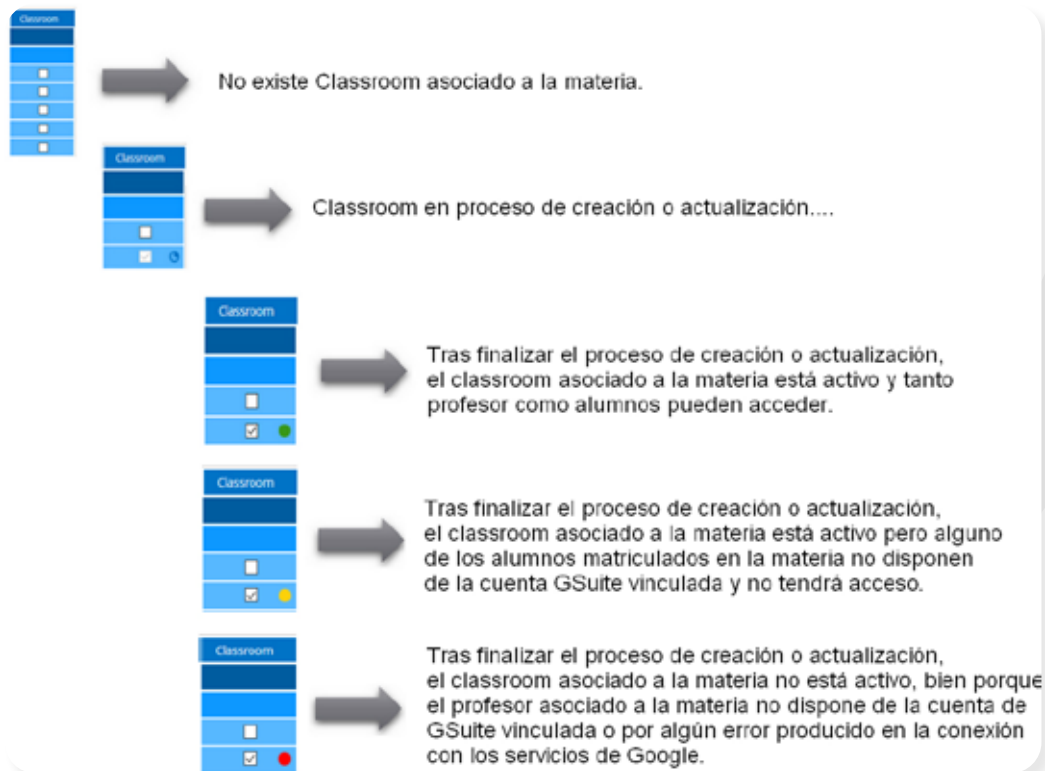 Classroom
No existe Classroom asociado a la materia.
Classroom
Classroom en proceso de creación o actualización....
Classroom
Tras finalizar el proceso de creación o actualización,
el classroom asociado a la materia está activo y tanto
profesor como alumnos pueden acceder.
Classroom
Tras finalizar el proceso de creación o actualización,
el classroom asociado a la materia está activo pero alguno
de los alumnos matriculados en la materia no disponen
de la cuenta GSuite vinculada y no tendrá acceso.
Classroom
Tras finalizar el proceso de creación o actualización,
el classroom asociado a la materia no está activo, bien porque
el profesor asociado a la materia no dispone de la cuenta de
GSuite vinculada o por algún error producido en la conexión
con los servicios de Google.